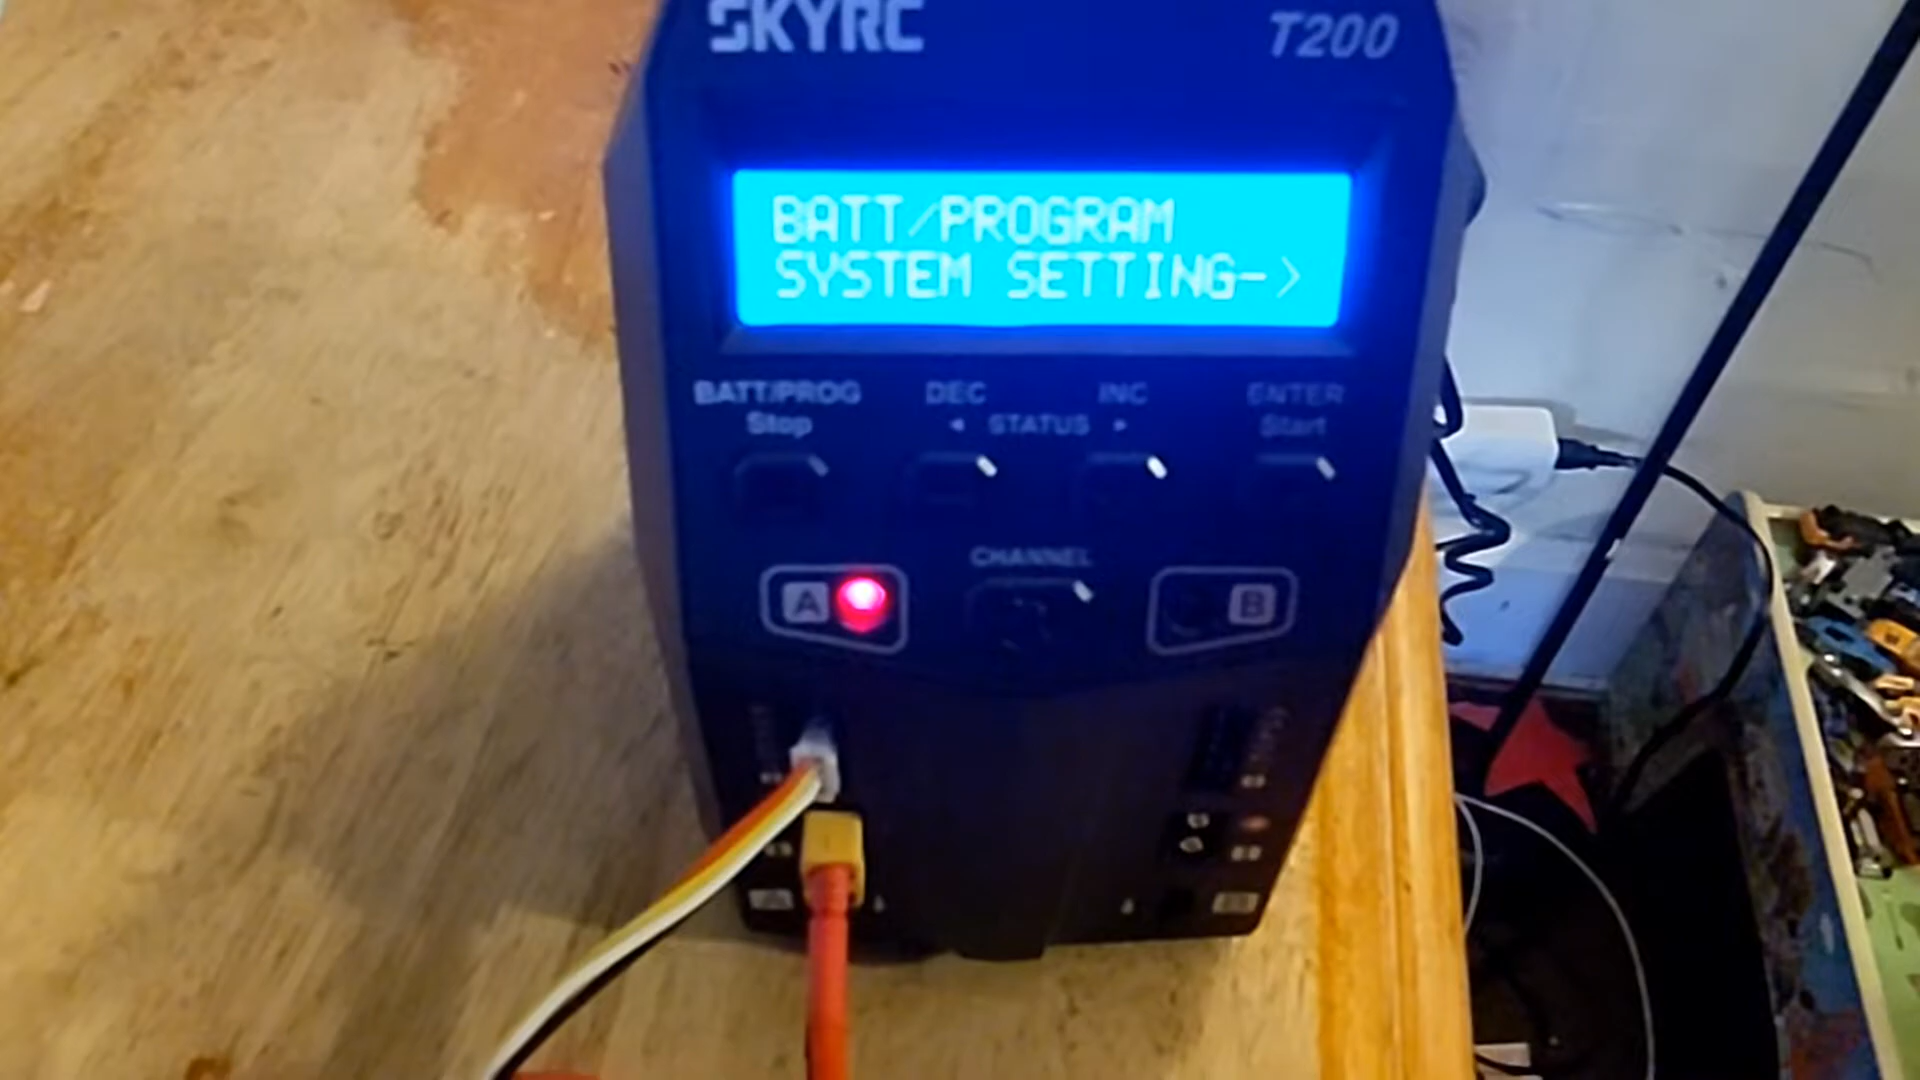 SKYRC T200
BATT/PROGRAM
SYSTEM SETTING->
BATT/PROG DEC INC ENTER
Stop ◄ STATUS ► Start
CHANNEL
A B